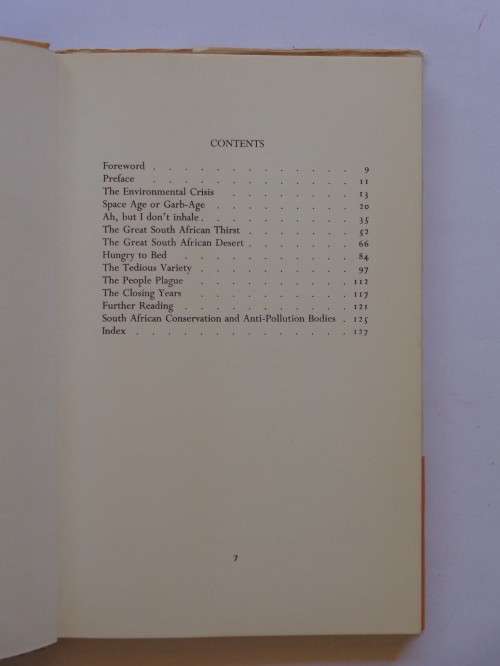 CONTENTS
Foreword . . . . . . . . . . . . 9
Preface . . . . . . . . . . . . 11
The Environmental Crisis . . . . . . . . 13
Space Age or Garb-Age . . . . . . . . 20
Ah, but I don't inhale . . . . . . . . . 35
The Great South African Thirst . . . . . . 52
The Great South African Desert . . . . . . 66
Hungry to Bed . . . . . . . . . . 84
The Tedious Variety . . . . . . . . . 97
The People Plague . . . . . . . . . 112
The Closing Years . . . . . . . . . 117
Further Reading . . . . . . . . . . 121
South African Conservation and Anti-Pollution Bodies . 125
Index . . . . . . . . . . . . 127
7